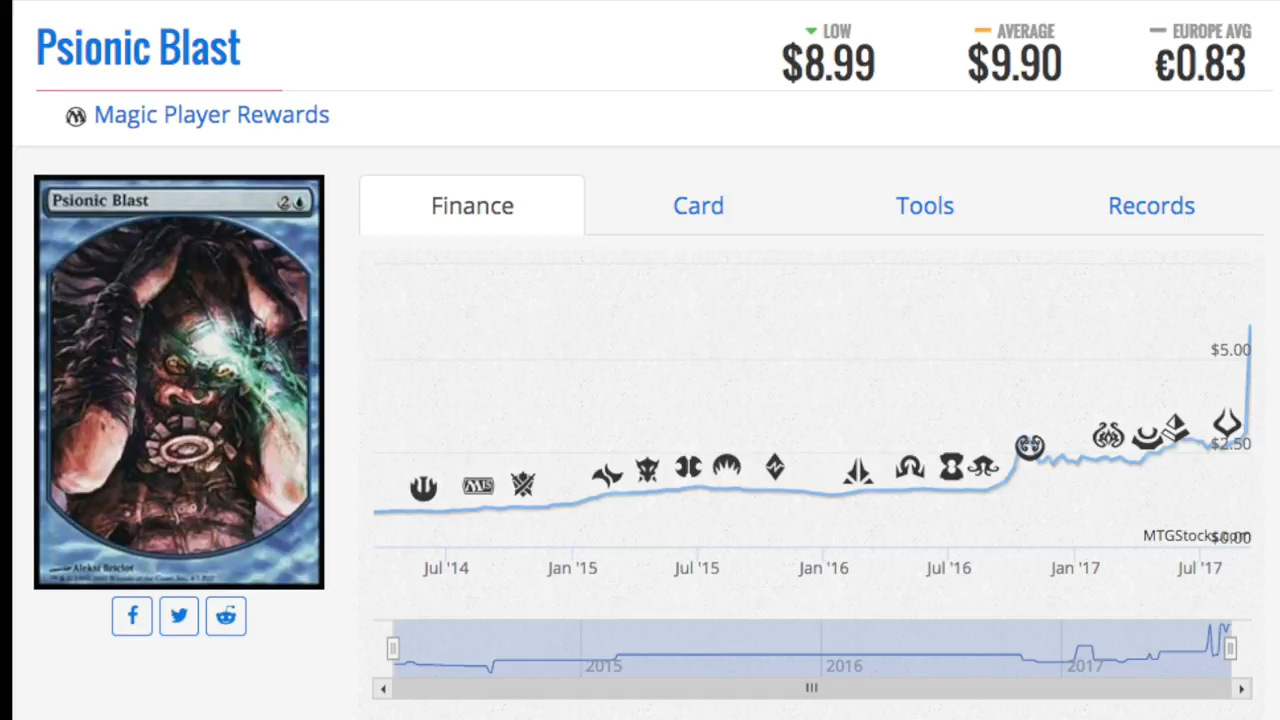 Psionic Blast
LOW
$8.99
AVERAGE
$9.90
EUROPE AVG
€0.83
Magic Player Rewards
Finance
Card
Tools
Records
Psionic Blast
2
Aleksi Briclot
$5.00
$2.50
MTGStocks.com
$0.00
Jul '14
Jan '15
Jul '15
Jan '16
Jul '16
Jan '17
Jul '17
2015
2016
2017